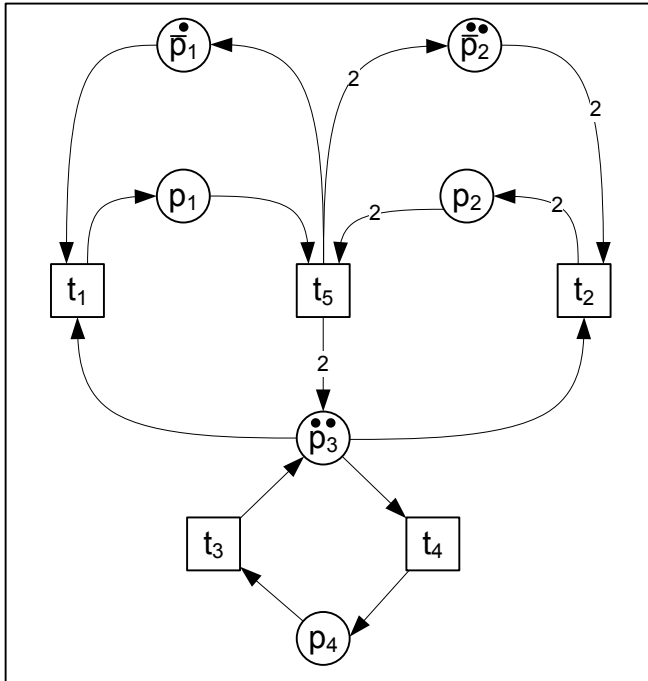 p̅₁ p̅₂
2 2
p₁ 2 p₂ 2
t₁ t₅ t₂
2
p₃
t₃ t₄
p₄